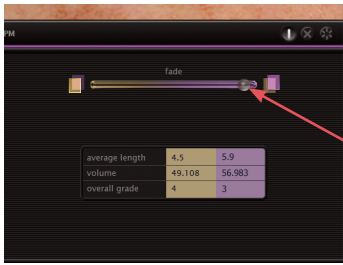 PM
fade
average length 4.5 5.9
volume 49.108 56.983
overall grade 4 3